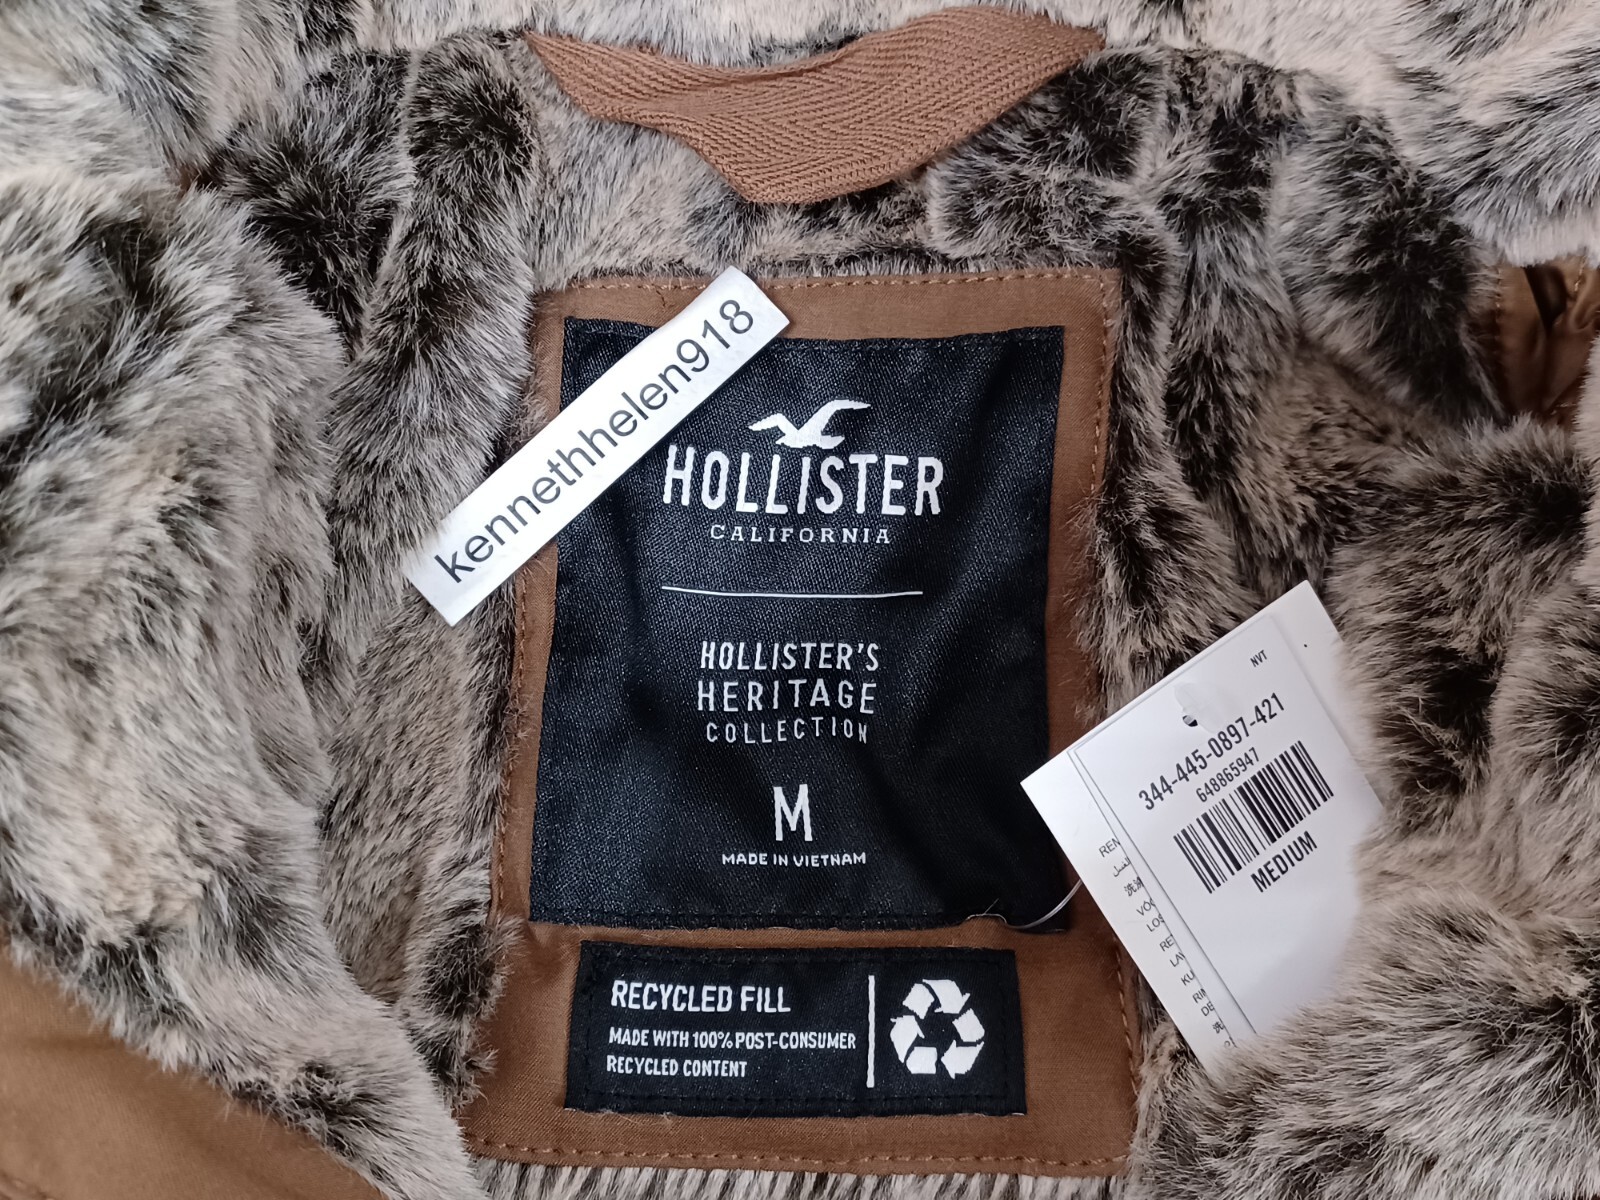 kennethhelen918
HOLLISTER
CALIFORNIA
HOLLISTER'S
HERITAGE
COLLECTION
M
MADE IN VIETNAM
RECYCLED FILL
MADE WITH 100% POST-CONSUMER
RECYCLED CONTENT
NVT
344-445-0897-421
648865947
MEDIUM